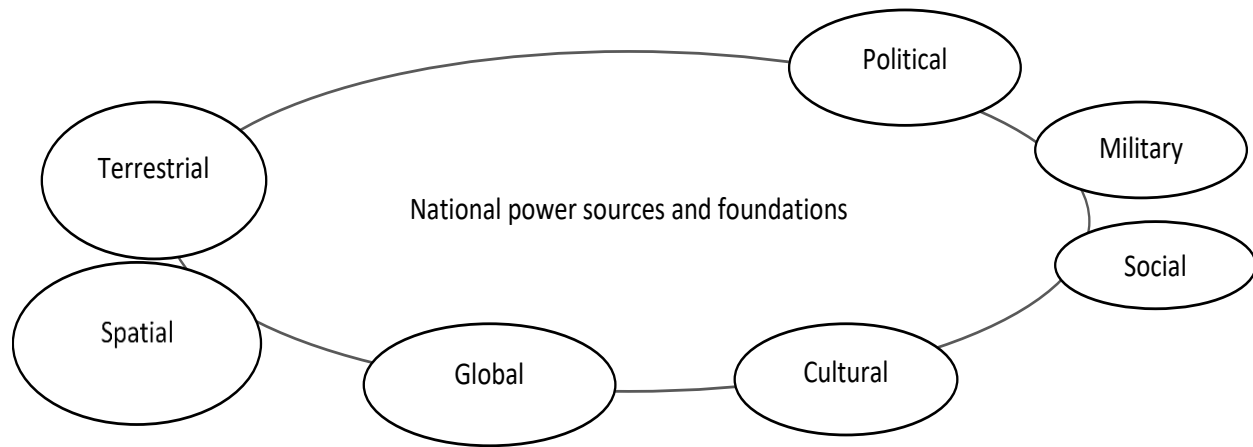 Political
Military
Terrestrial
National power sources and foundations
Social
Spatial
Global
Cultural